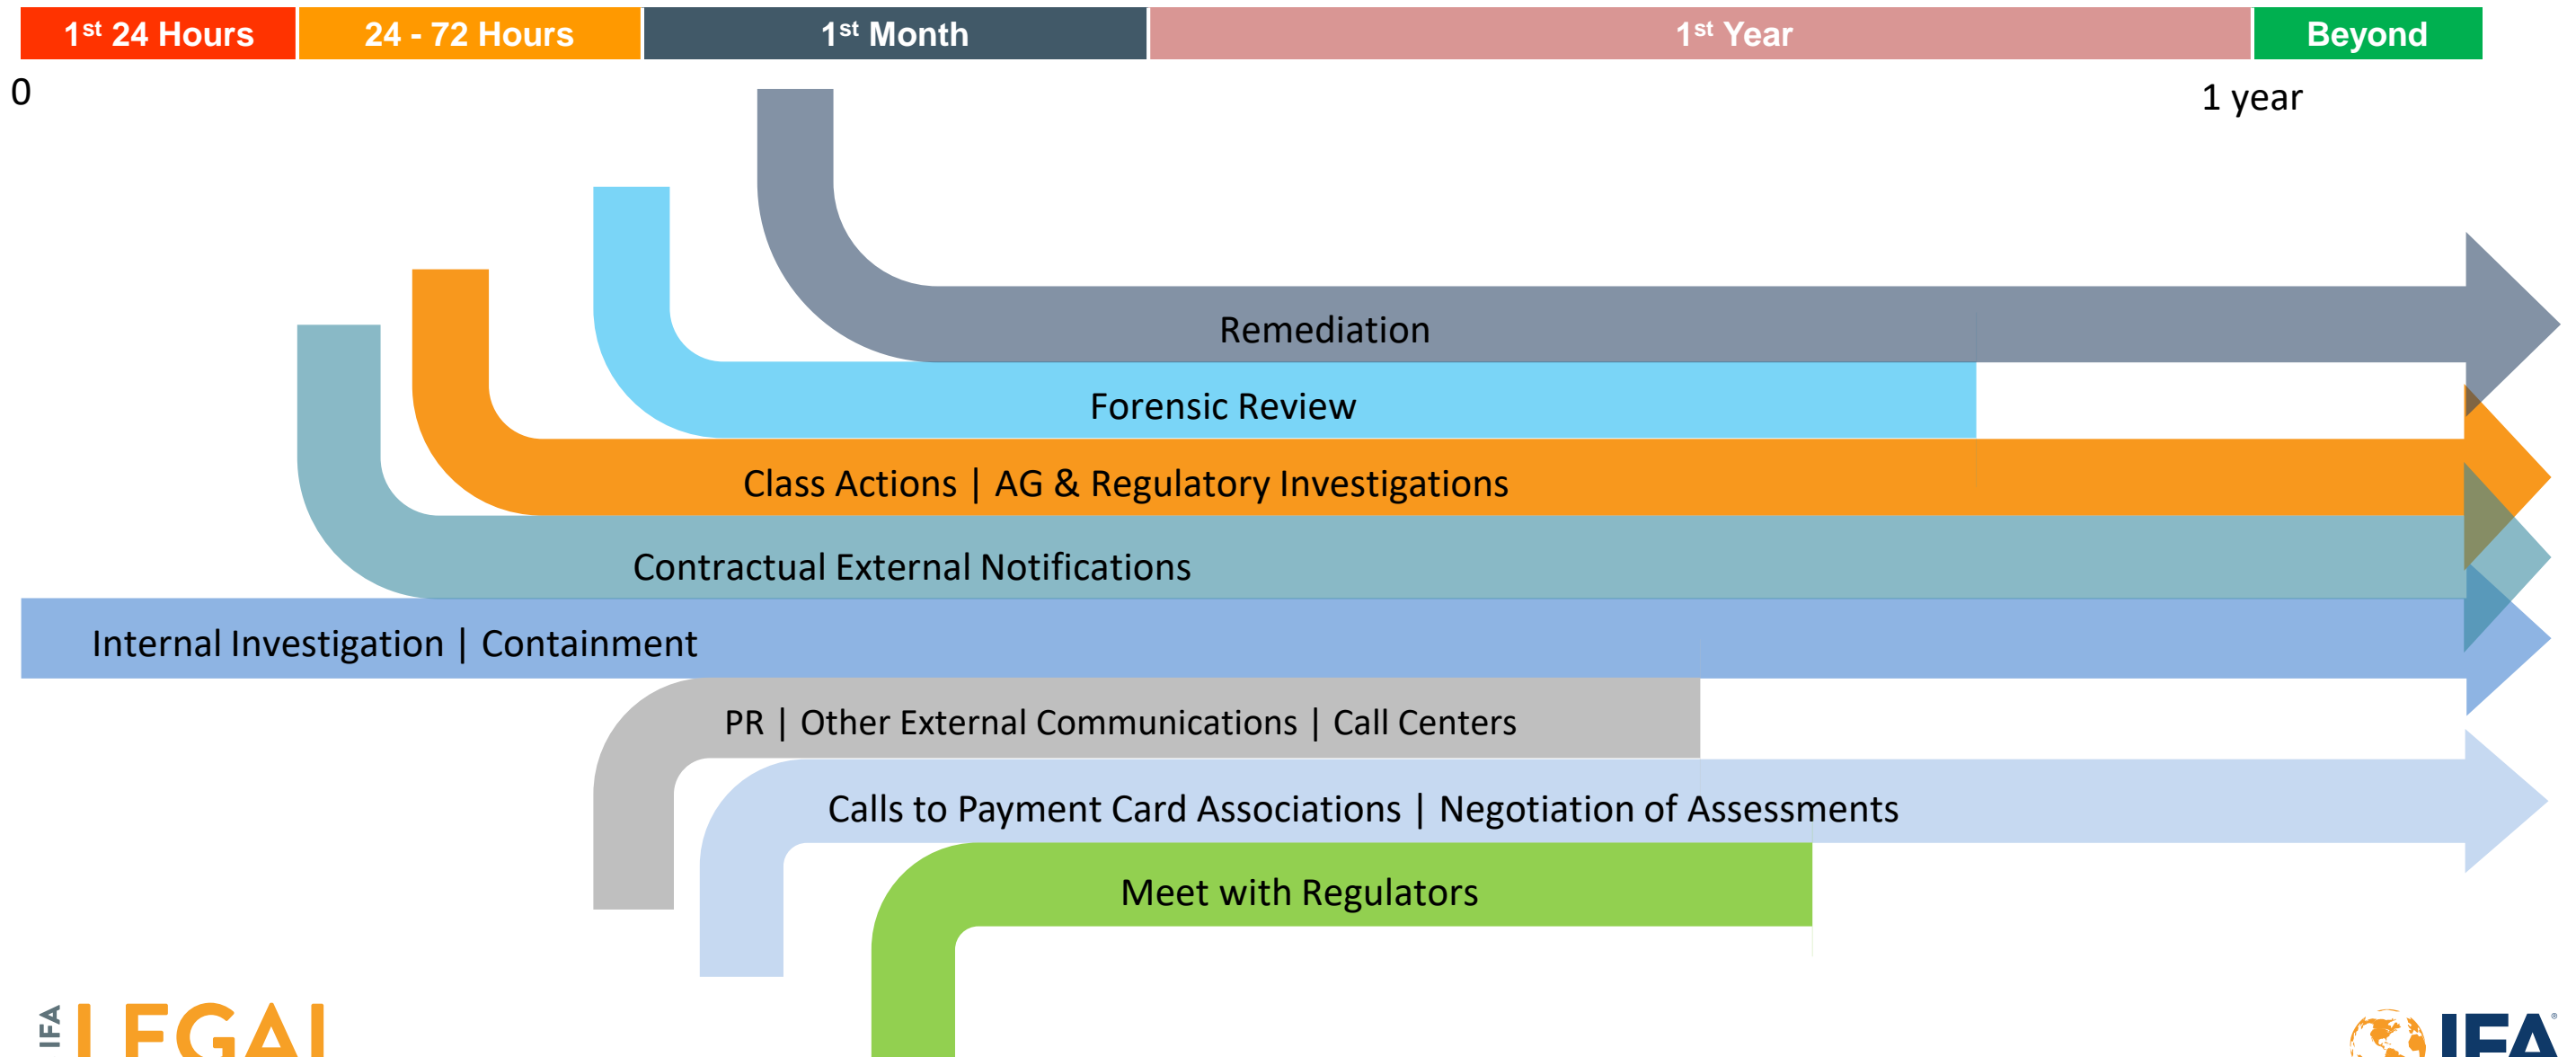 1st 24 Hours
24 - 72 Hours
1st Month
1st Year
Beyond
0
1 year
Remediation
Forensic Review
Class Actions | AG & Regulatory Investigations
Contractual External Notifications
Internal Investigation | Containment
PR | Other External Communications | Call Centers
Calls to Payment Card Associations | Negotiation of Assessments
Meet with Regulators
IFA
LEGAL
IFA®